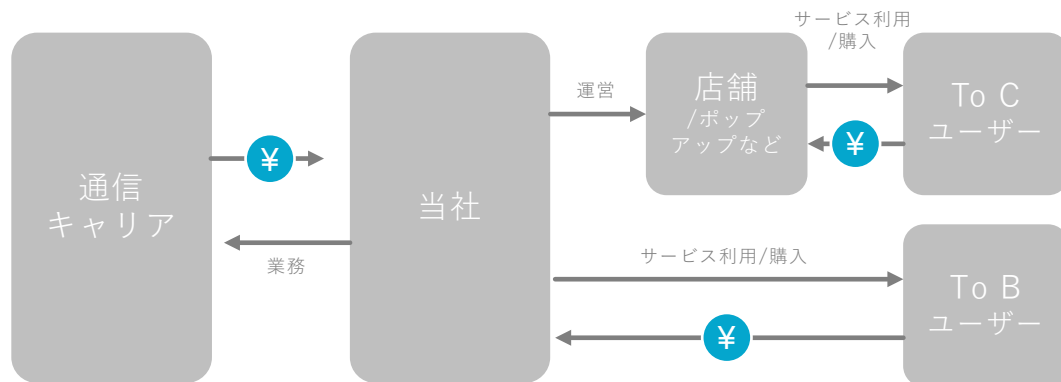 通信
キャリア
¥
業務
当社
運営
店舗
/ポップ
アップなど
サービス利用
/購入
¥
To C
ユーザー
サービス利用/購入
¥
To B
ユーザー